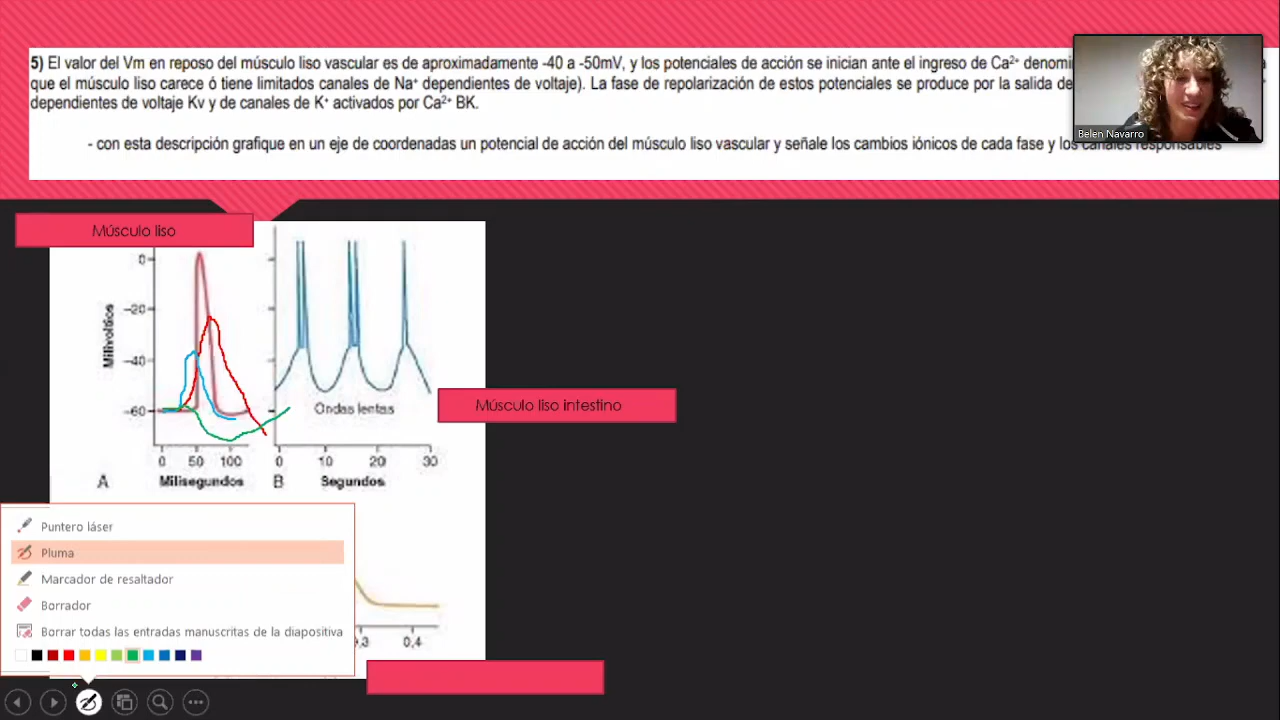 5) El valor del Vm en reposo del músculo liso vascular es de aproximadamente -40 a -50mV, y los potenciales de acción se inician ante el ingreso de Ca²⁺
que el músculo liso carece ó tiene limitados canales de Na⁺ dependientes de voltaje). La fase de repolarización de estos potenciales se produce por la salida
dependientes de voltaje Kv y de canales de K⁺ activados por Ca²⁺ BK.
- con esta descripción grafique en un eje de coordenadas un potencial de acción del músculo liso vascular y señale los cambios iónicos de cada fase y los canales responsables
Belen Navarro
Músculo liso
Milivoltios
0
-20
-40
-60
0 50 100
A Milisegundos
Ondas lentas
0 10 20 30
B Segundos
Músculo liso intestino
0,4
Puntero láser
Pluma
Marcador de resaltador
Borrador
Borrar todas las entradas manuscritas de la diapositiva